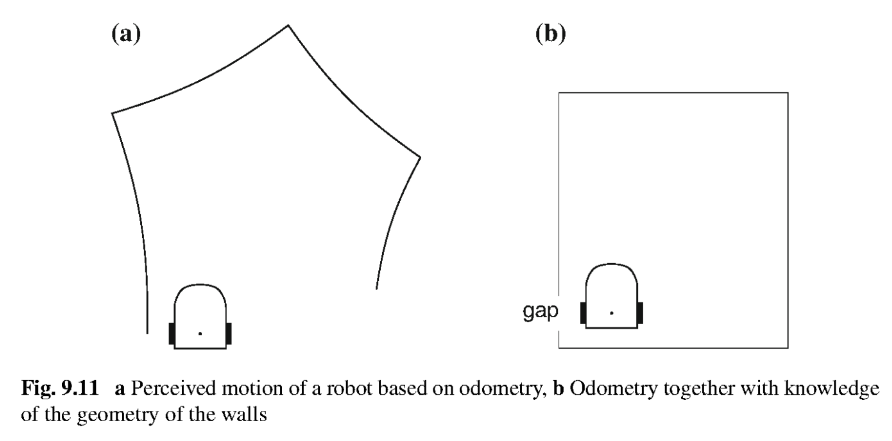 (a)
(b)
gap
Fig. 9.11 a Perceived motion of a robot based on odometry, b Odometry together with knowledge
of the geometry of the walls